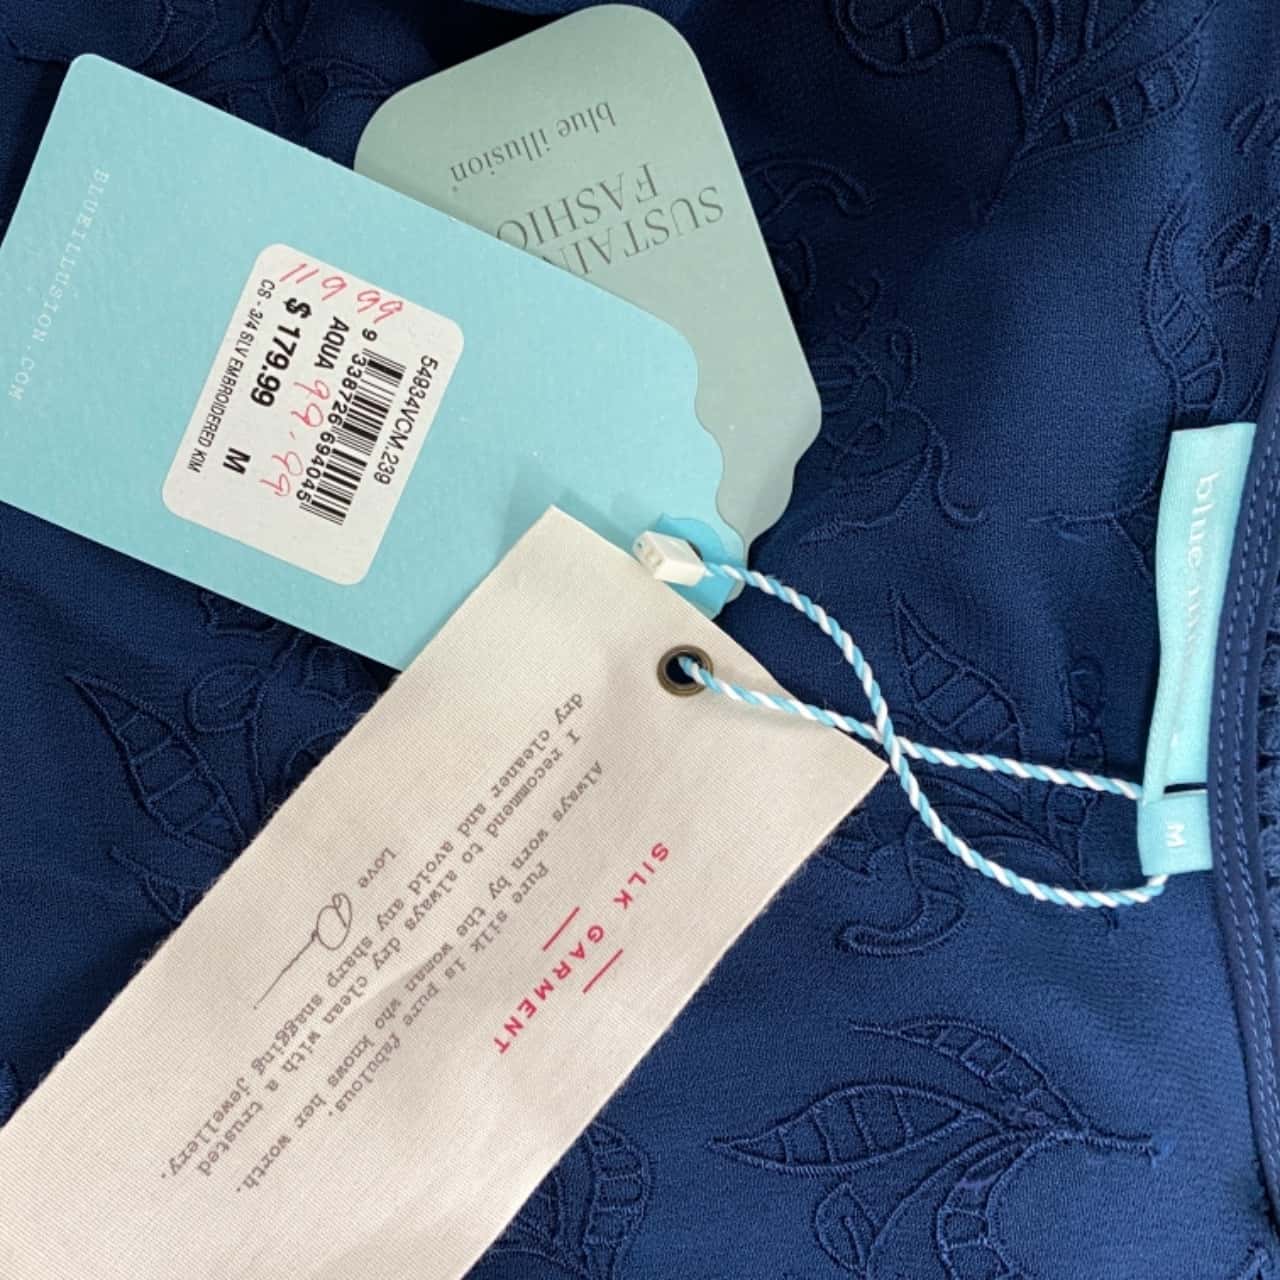 BLUEILLUSION.COM
54934VCM.239
9 338726 694045
AQUA
M
$ 179.99
CS - 3/4 SLV EMBROIDERED KIM
119 99
99.99
blue illusion
SUSTAIN
FASHIO
SILK GARMENT
Pure silk is pure fabulous.
Always worn by the woman who knows her worth.
I recommend to always dry clean with a trusted
dry cleaner and avoid any sharp snagging jewellery.
Love
blue
M